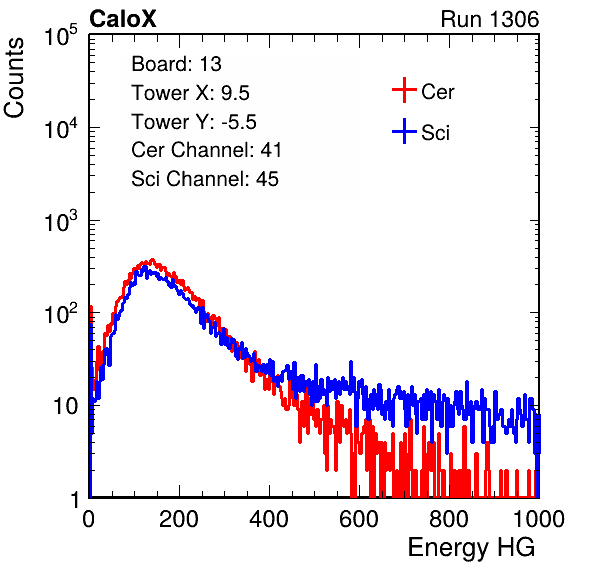 CaloX Run 1306
Counts
10^5
10^4
10^3
10^2
10
1
Board: 13
Tower X: 9.5
Tower Y: -5.5
Cer Channel: 41
Sci Channel: 45
Cer
Sci
0 200 400 600 800 1000
Energy HG